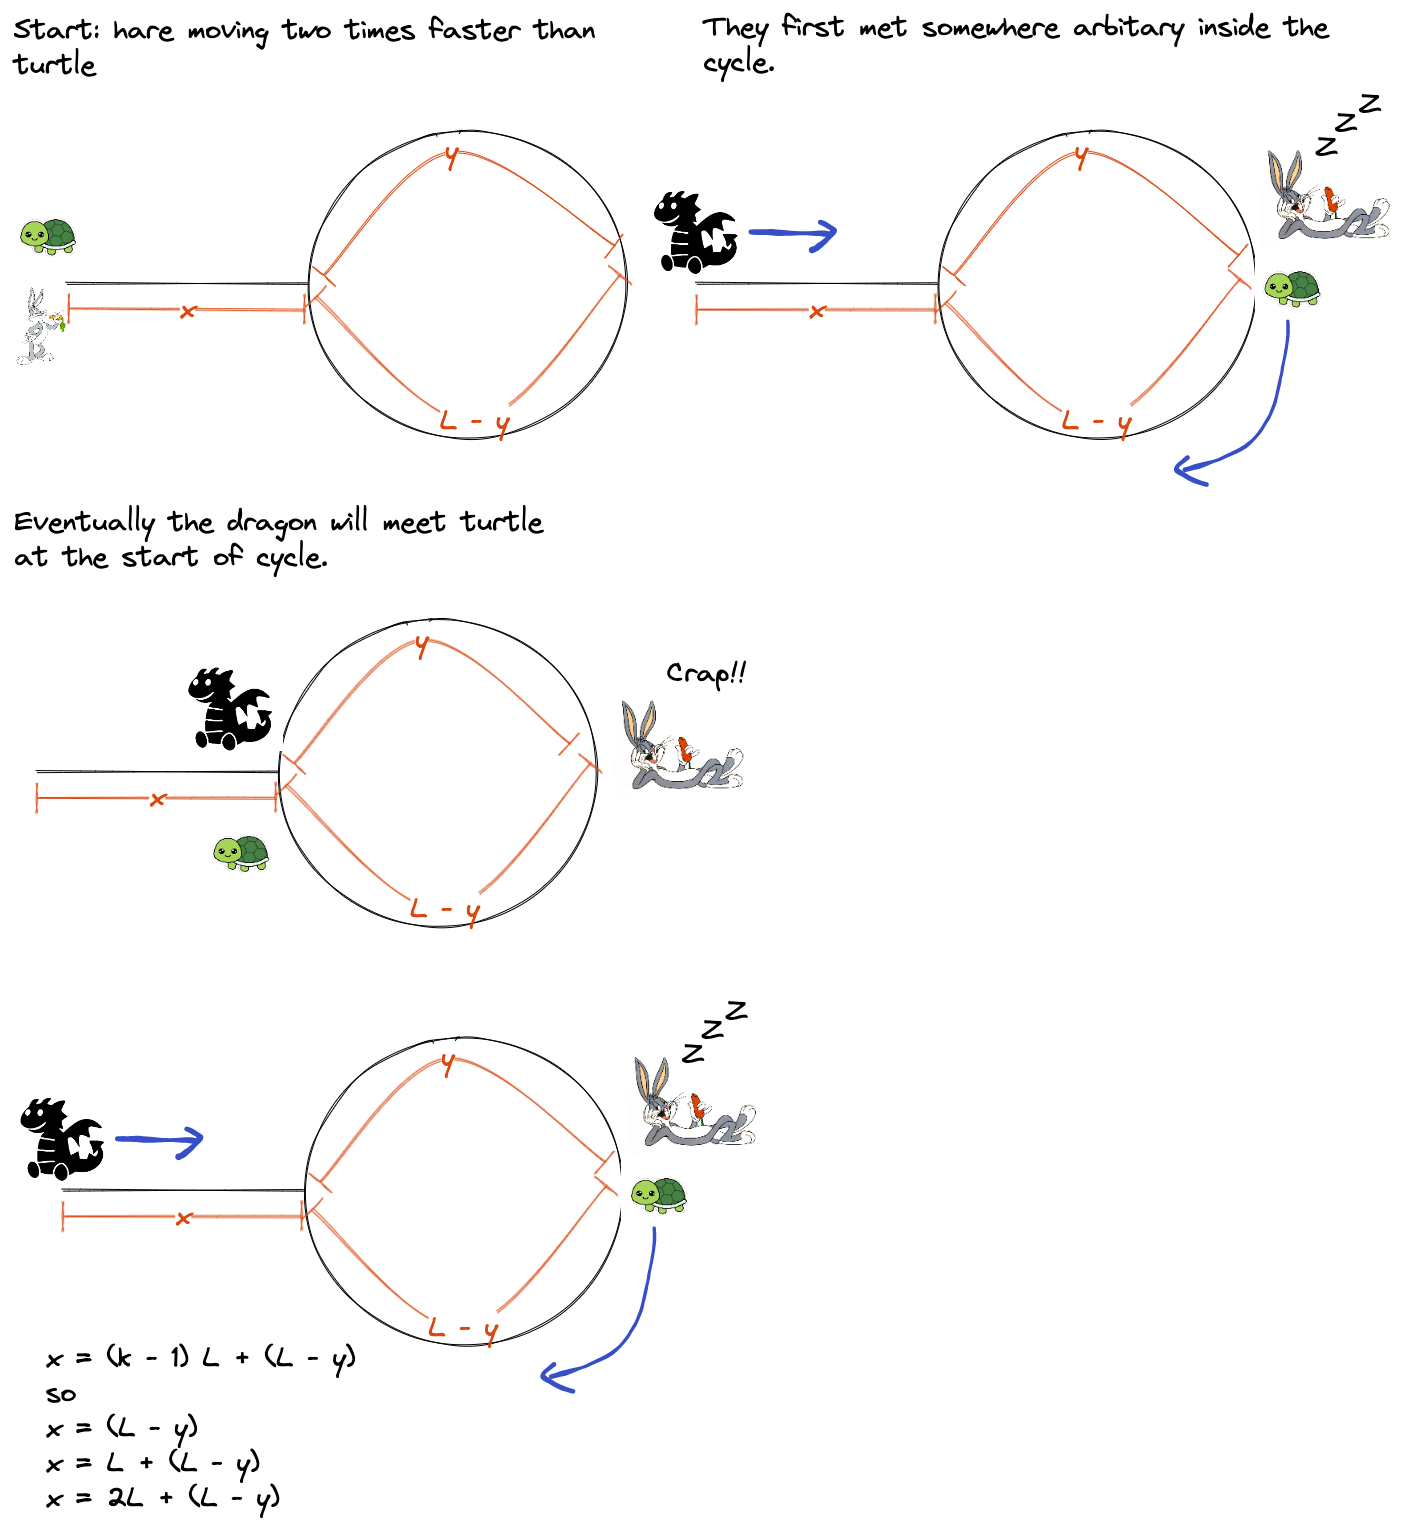 Start: hare moving two times faster than
turtle
They first met somewhere arbitary inside the
cycle.
z
z
z
y
x
L - y
y
x
L - y
Eventually the dragon will meet turtle
at the start of cycle.
y
Crap!!
x
L - y
z
z
z
y
x
L - y
x = (k - 1) L + (L - y)
so
x = (L - y)
x = L + (L - y)
x = 2L + (L - y)